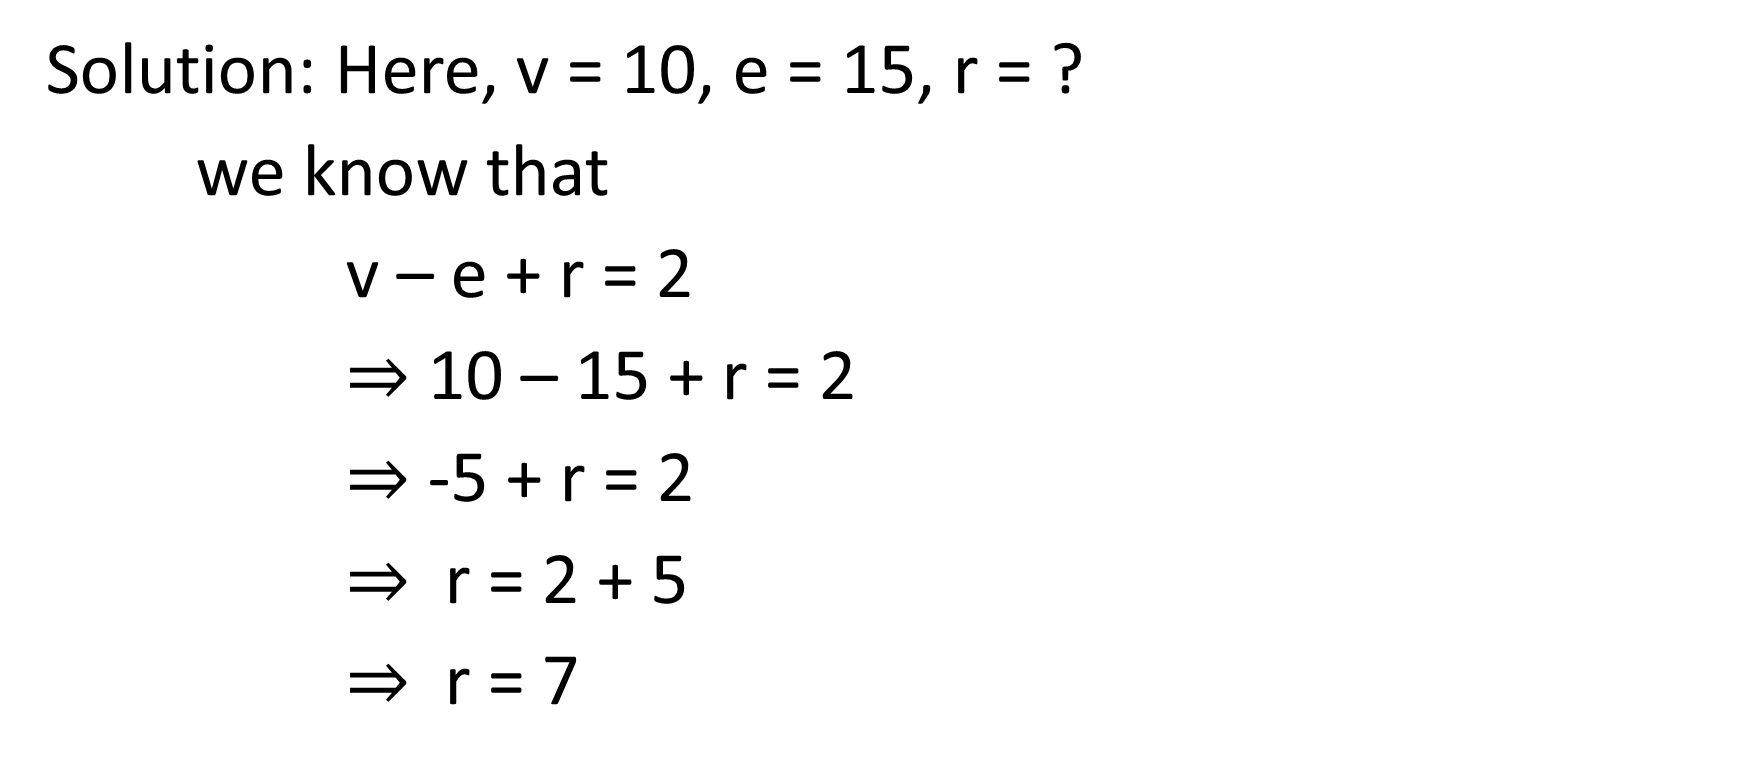 Solution: Here, v = 10, e = 15, r = ?
we know that
v – e + r = 2
⇒ 10 – 15 + r = 2
⇒ -5 + r = 2
⇒ r = 2 + 5
⇒ r = 7